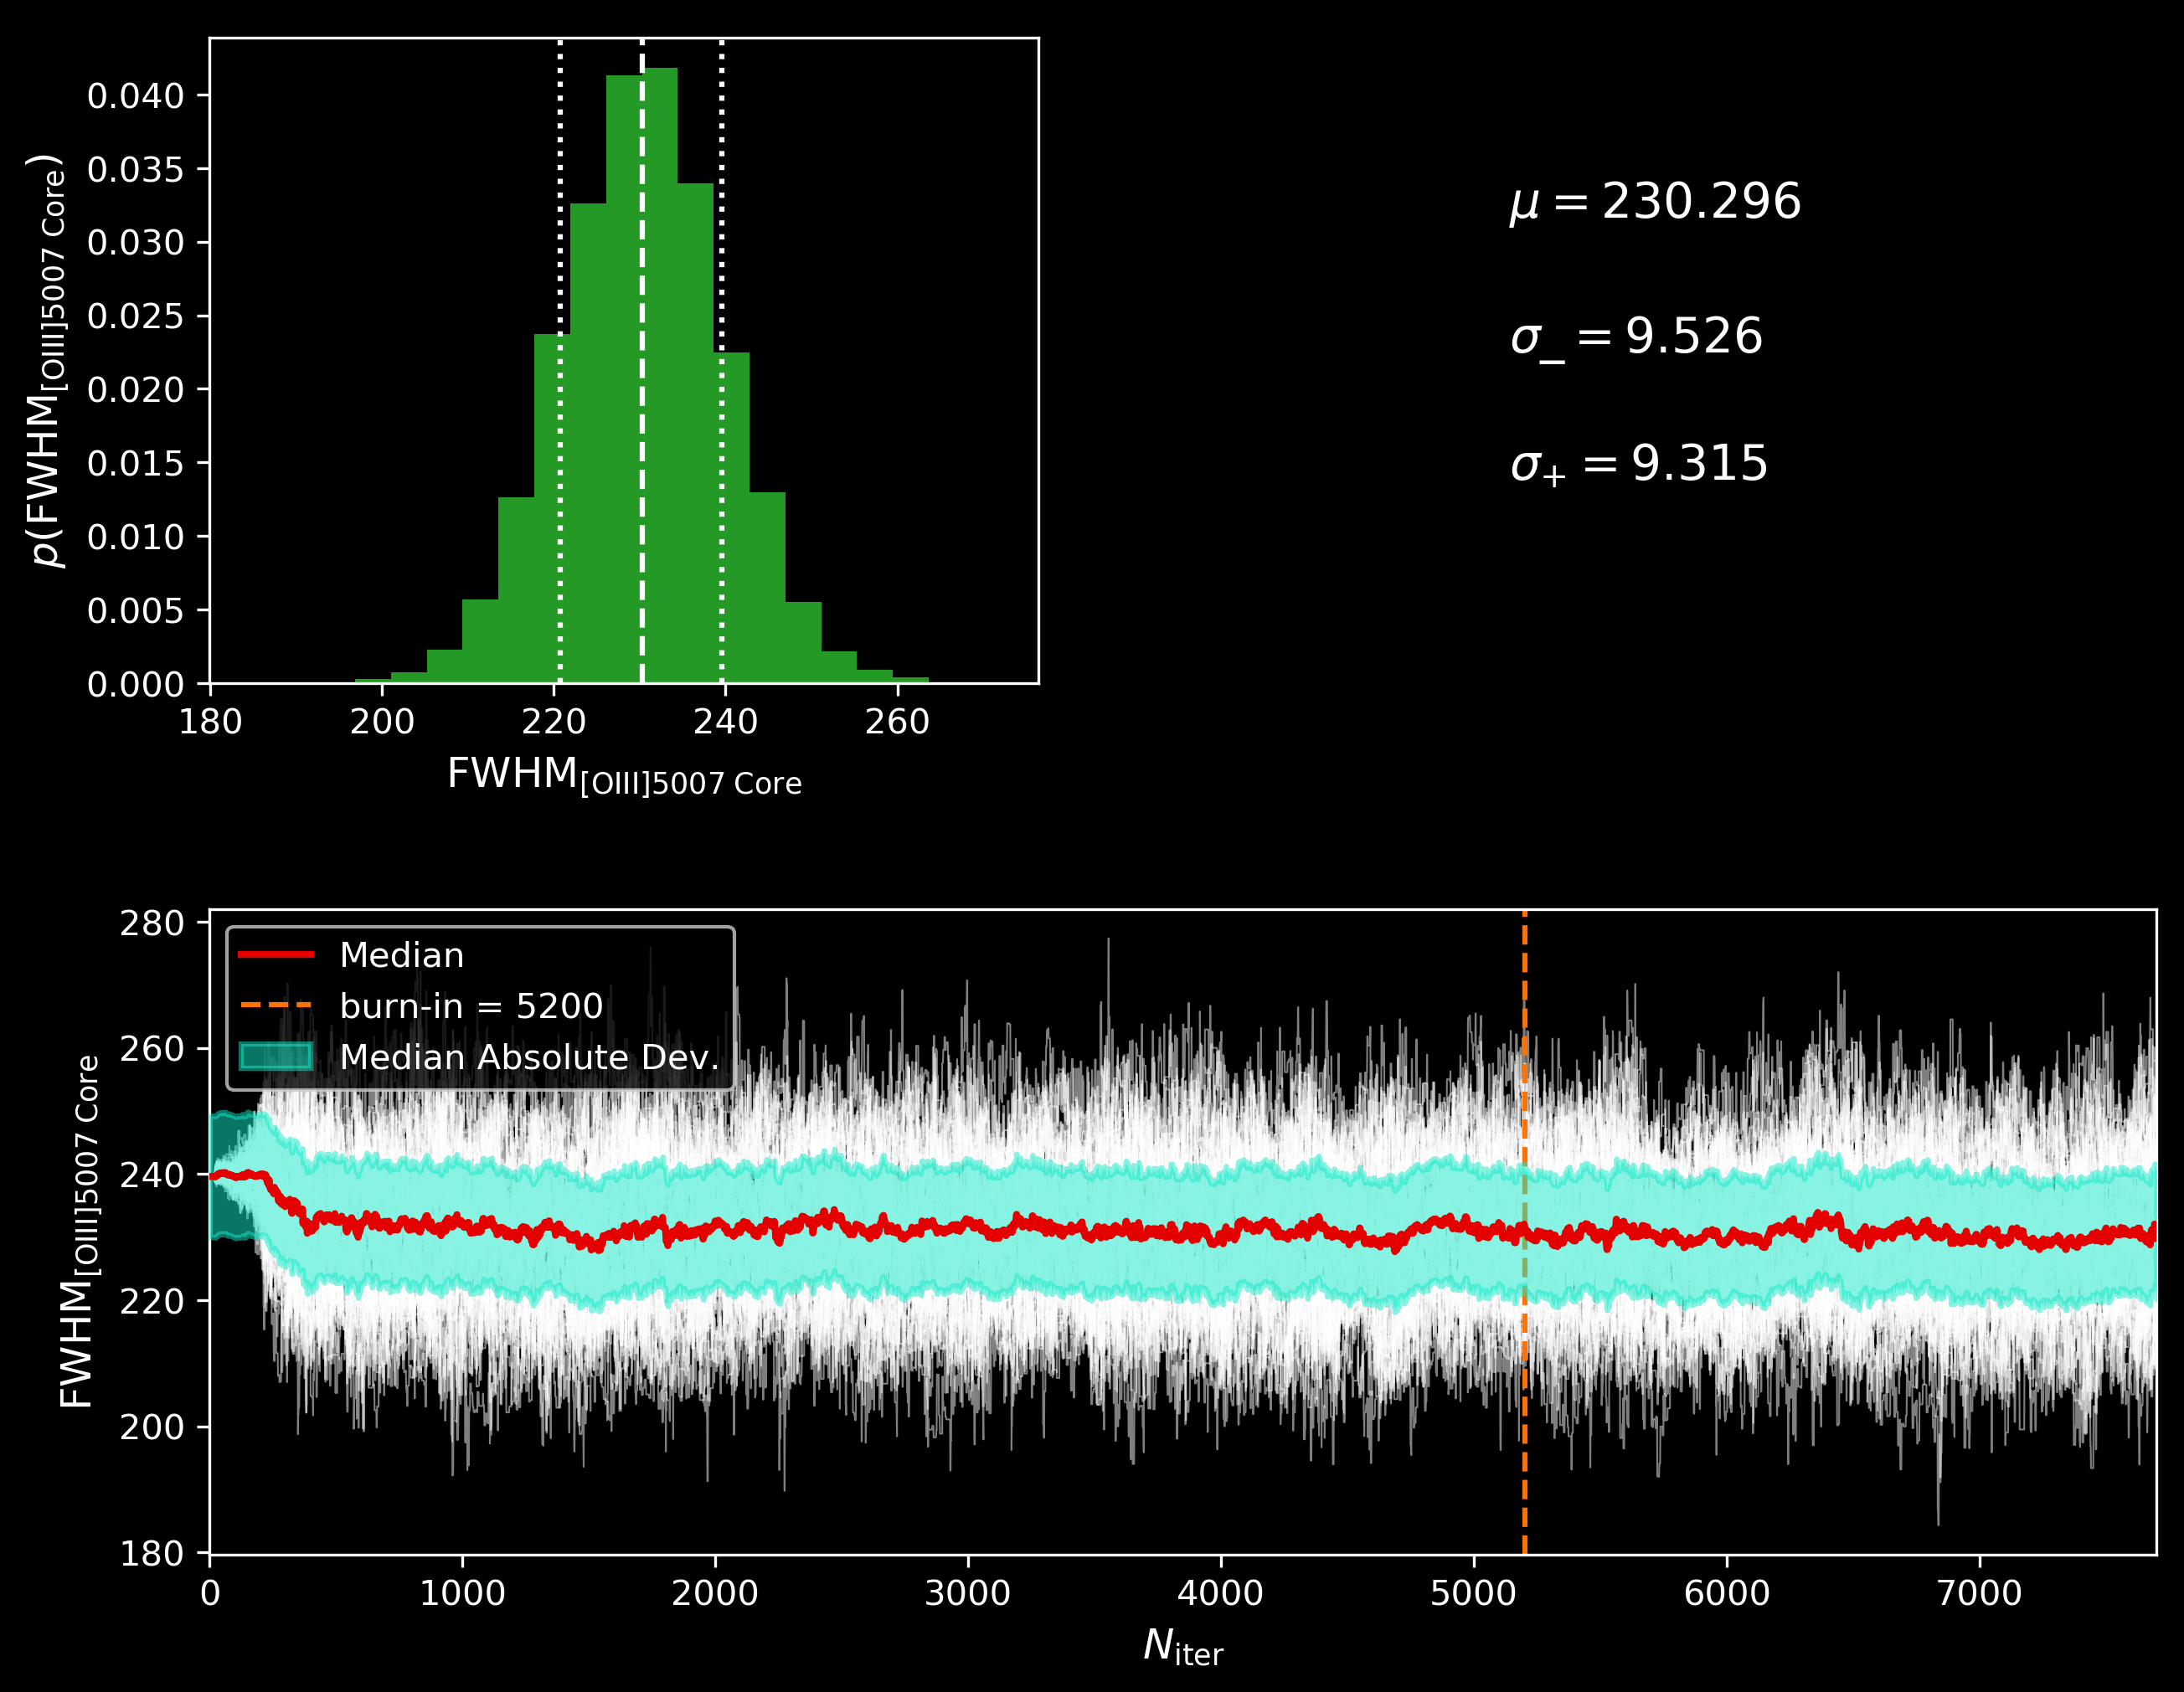 0.040
0.035
0.030
0.025
0.020
0.015
0.010
0.005
0.000
p(FWHM[OIII]5007 Core)
180 200 220 240 260
FWHM[OIII]5007 Core
μ = 230.296
σ− = 9.526
σ+ = 9.315
280
260
240
220
200
180
FWHM[OIII]5007 Core
Median
burn-in = 5200
Median Absolute Dev.
0 1000 2000 3000 4000 5000 6000 7000
Niter